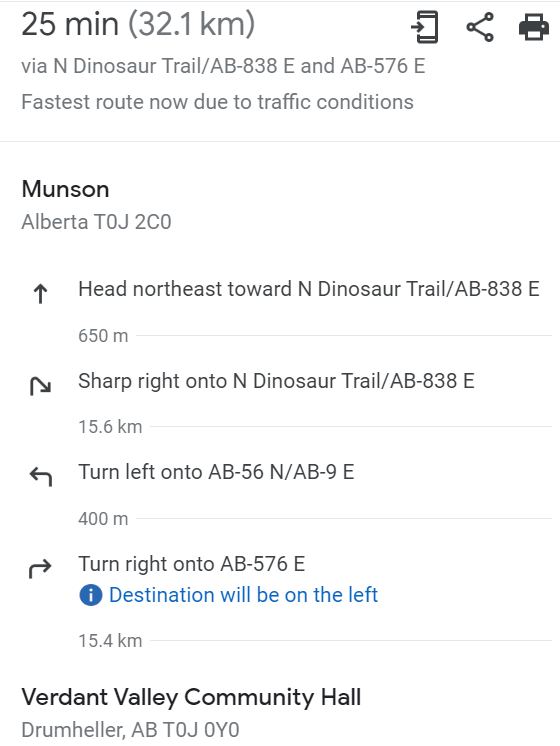 25 min (32.1 km)
via N Dinosaur Trail/AB-838 E and AB-576 E
Fastest route now due to traffic conditions
Munson
Alberta T0J 2C0
Head northeast toward N Dinosaur Trail/AB-838 E
650 m
Sharp right onto N Dinosaur Trail/AB-838 E
15.6 km
Turn left onto AB-56 N/AB-9 E
400 m
Turn right onto AB-576 E
Destination will be on the left
15.4 km
Verdant Valley Community Hall
Drumheller, AB T0J 0Y0